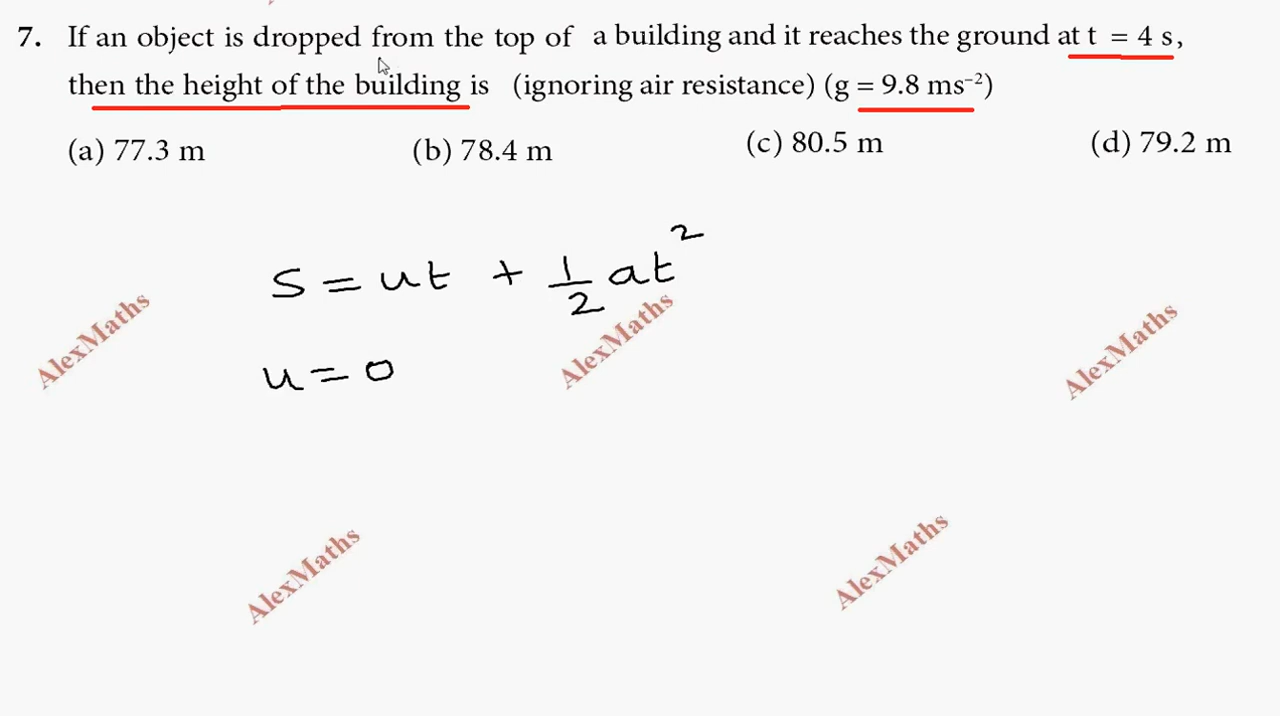 7. If an object is dropped from the top of a building and it reaches the ground at t = 4 s,
then the height of the building is (ignoring air resistance) (g = 9.8 ms⁻²)
(a) 77.3 m (b) 78.4 m (c) 80.5 m (d) 79.2 m
s = ut + 1/2 at²
AlexMaths AlexMaths AlexMaths
u = 0
AlexMaths AlexMaths